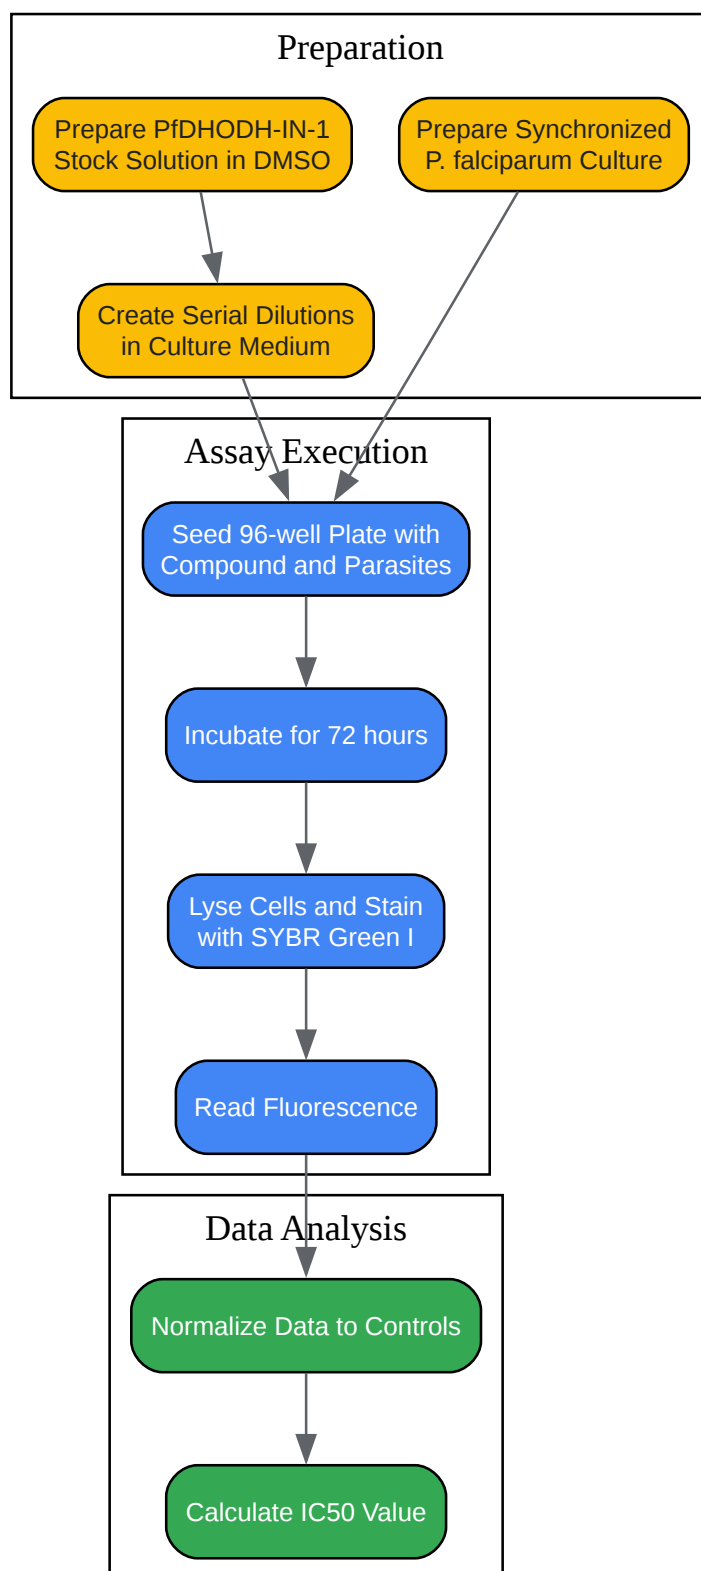 Preparation
Prepare PfDHODH-IN-1
Stock Solution in DMSO
Prepare Synchronized
P. falciparum Culture
Create Serial Dilutions
in Culture Medium
Assay Execution
Seed 96-well Plate with
Compound and Parasites
Incubate for 72 hours
Lyse Cells and Stain
with SYBR Green I
Read Fluorescence
Data Analysis
Normalize Data to Controls
Calculate IC50 Value